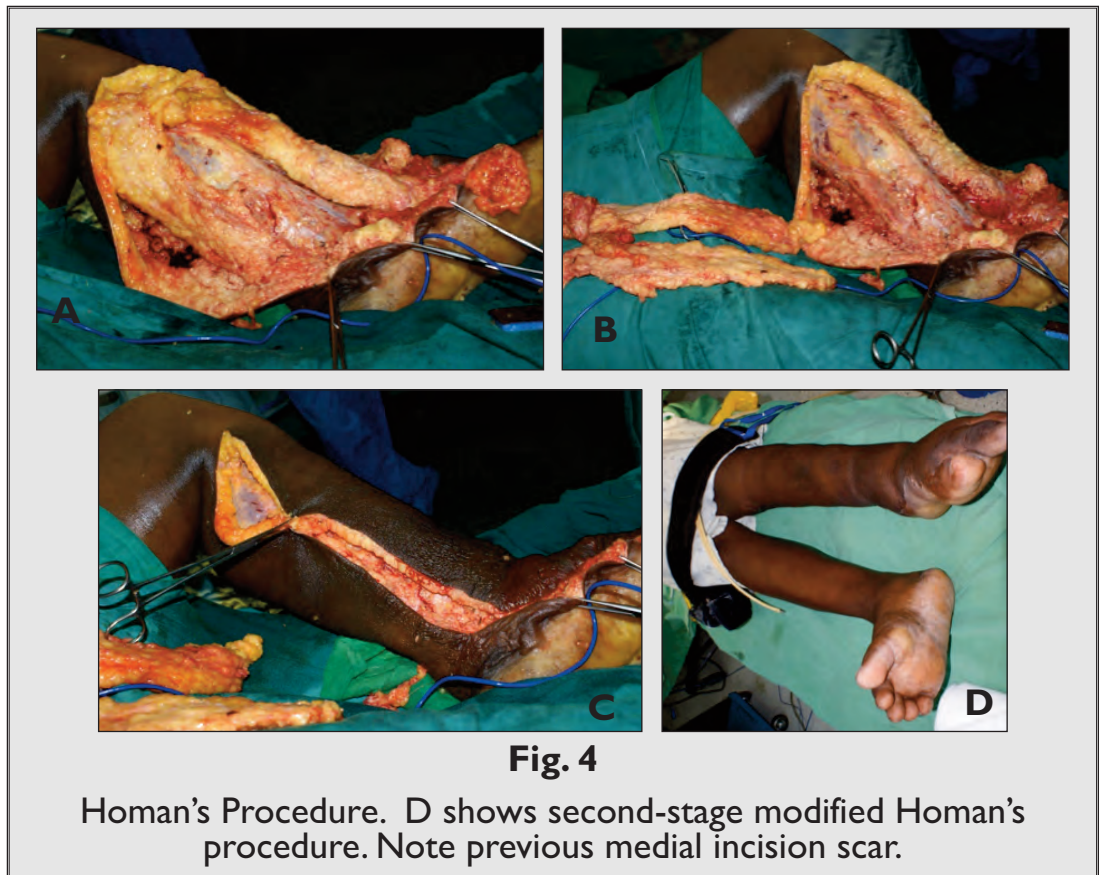 A
B
C
D
Fig. 4
Homan's Procedure. D shows second-stage modified Homan's
procedure. Note previous medial incision scar.